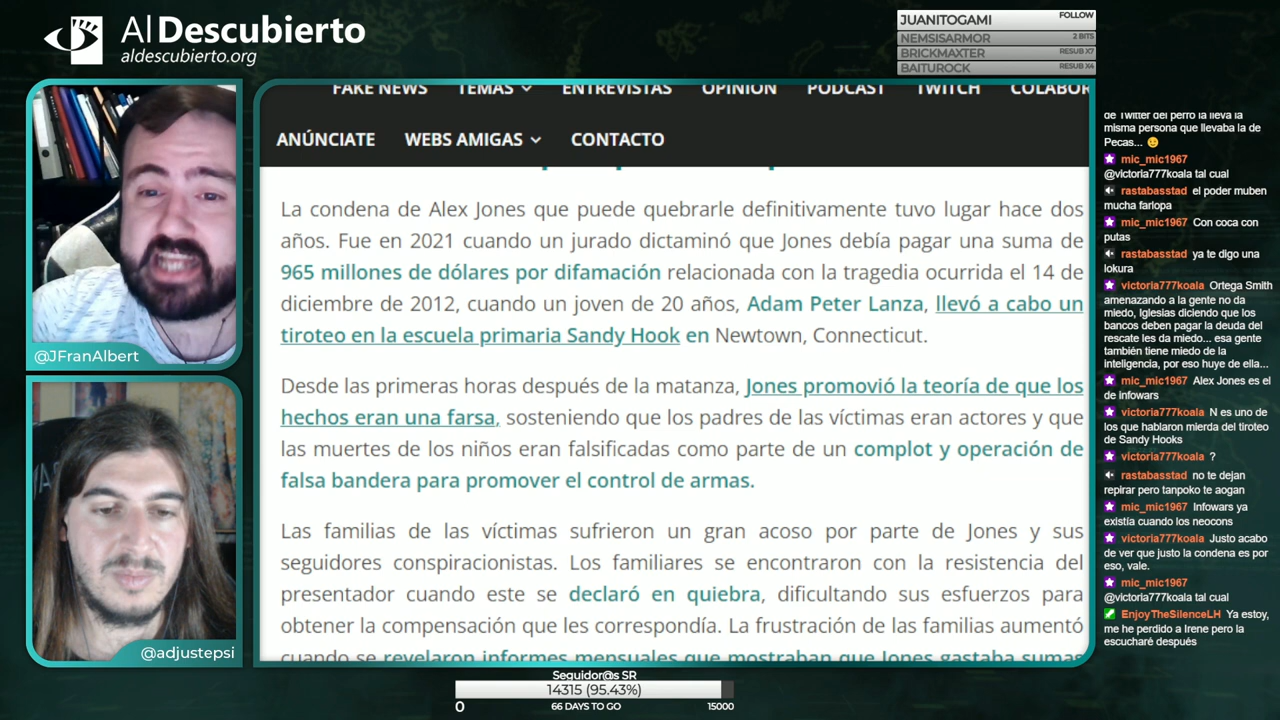 Al Descubierto
aldescubierto.org
JUANITOGAMI FOLLOW
NEMSISARMOR 2 BITS
BRICKMAXTER RESUB X7
BAITUROCK RESUB X4
@JFranAlbert
@adjustepsi
FAKE NEWS TEMAS ENTREVISTAS OPINIÓN PODCAST TWITCH COLABOR
ANÚNCIATE WEBS AMIGAS CONTACTO
La condena de Alex Jones que puede quebrarle definitivamente tuvo lugar hace dos
años. Fue en 2021 cuando un jurado dictaminó que Jones debía pagar una suma de
965 millones de dólares por difamación relacionada con la tragedia ocurrida el 14 de
diciembre de 2012, cuando un joven de 20 años, Adam Peter Lanza, llevó a cabo un
tiroteo en la escuela primaria Sandy Hook en Newtown, Connecticut.
Desde las primeras horas después de la matanza, Jones promovió la teoría de que los
hechos eran una farsa, sosteniendo que los padres de las víctimas eran actores y que
las muertes de los niños eran falsificadas como parte de un complot y operación de
falsa bandera para promover el control de armas.
Las familias de las víctimas sufrieron un gran acoso por parte de Jones y sus
seguidores conspiracionistas. Los familiares se encontraron con la resistencia del
presentador cuando este se declaró en quiebra, dificultando sus esfuerzos para
obtener la compensación que les correspondía. La frustración de las familias aumentó
cuando se revelaron informes mensuales que mostraban que Jones gastaba sumas
de Twitter del perro la lleva la
misma persona que llevaba la de
Pecas...
mic_mic1967
@victoria777koala tal cual
rastabasstad el poder muben
mucha farlopa
mic_mic1967 Con coca con
putas
rastabasstad ya te digo una
lokura
victoria777koala Ortega Smith
amenazando a la gente no da
miedo, Iglesias diciendo que los
bancos deben pagar la deuda del
rescate les da miedo... esa gente
también tiene miedo de la
inteligencia, por eso huye de ella...
mic_mic1967 Alex Jones es el
de infowars
victoria777koala N es uno de
los que hablaron mierda del tiroteo
de Sandy Hooks
victoria777koala ?
rastabasstad no te dejan
repirar pero tanpoko te aogan
mic_mic1967 Infowars ya
existía cuando los neocons
victoria777koala Justo acabo
de ver que justo la condena es por
eso, vale.
mic_mic1967
@victoria777koala tal cual
EnjoyTheSilenceLH Ya estoy,
me he perdido a Irene pero la
escucharé después
Seguidor@s SR
14315 (95.43%)
0 66 DAYS TO GO 15000